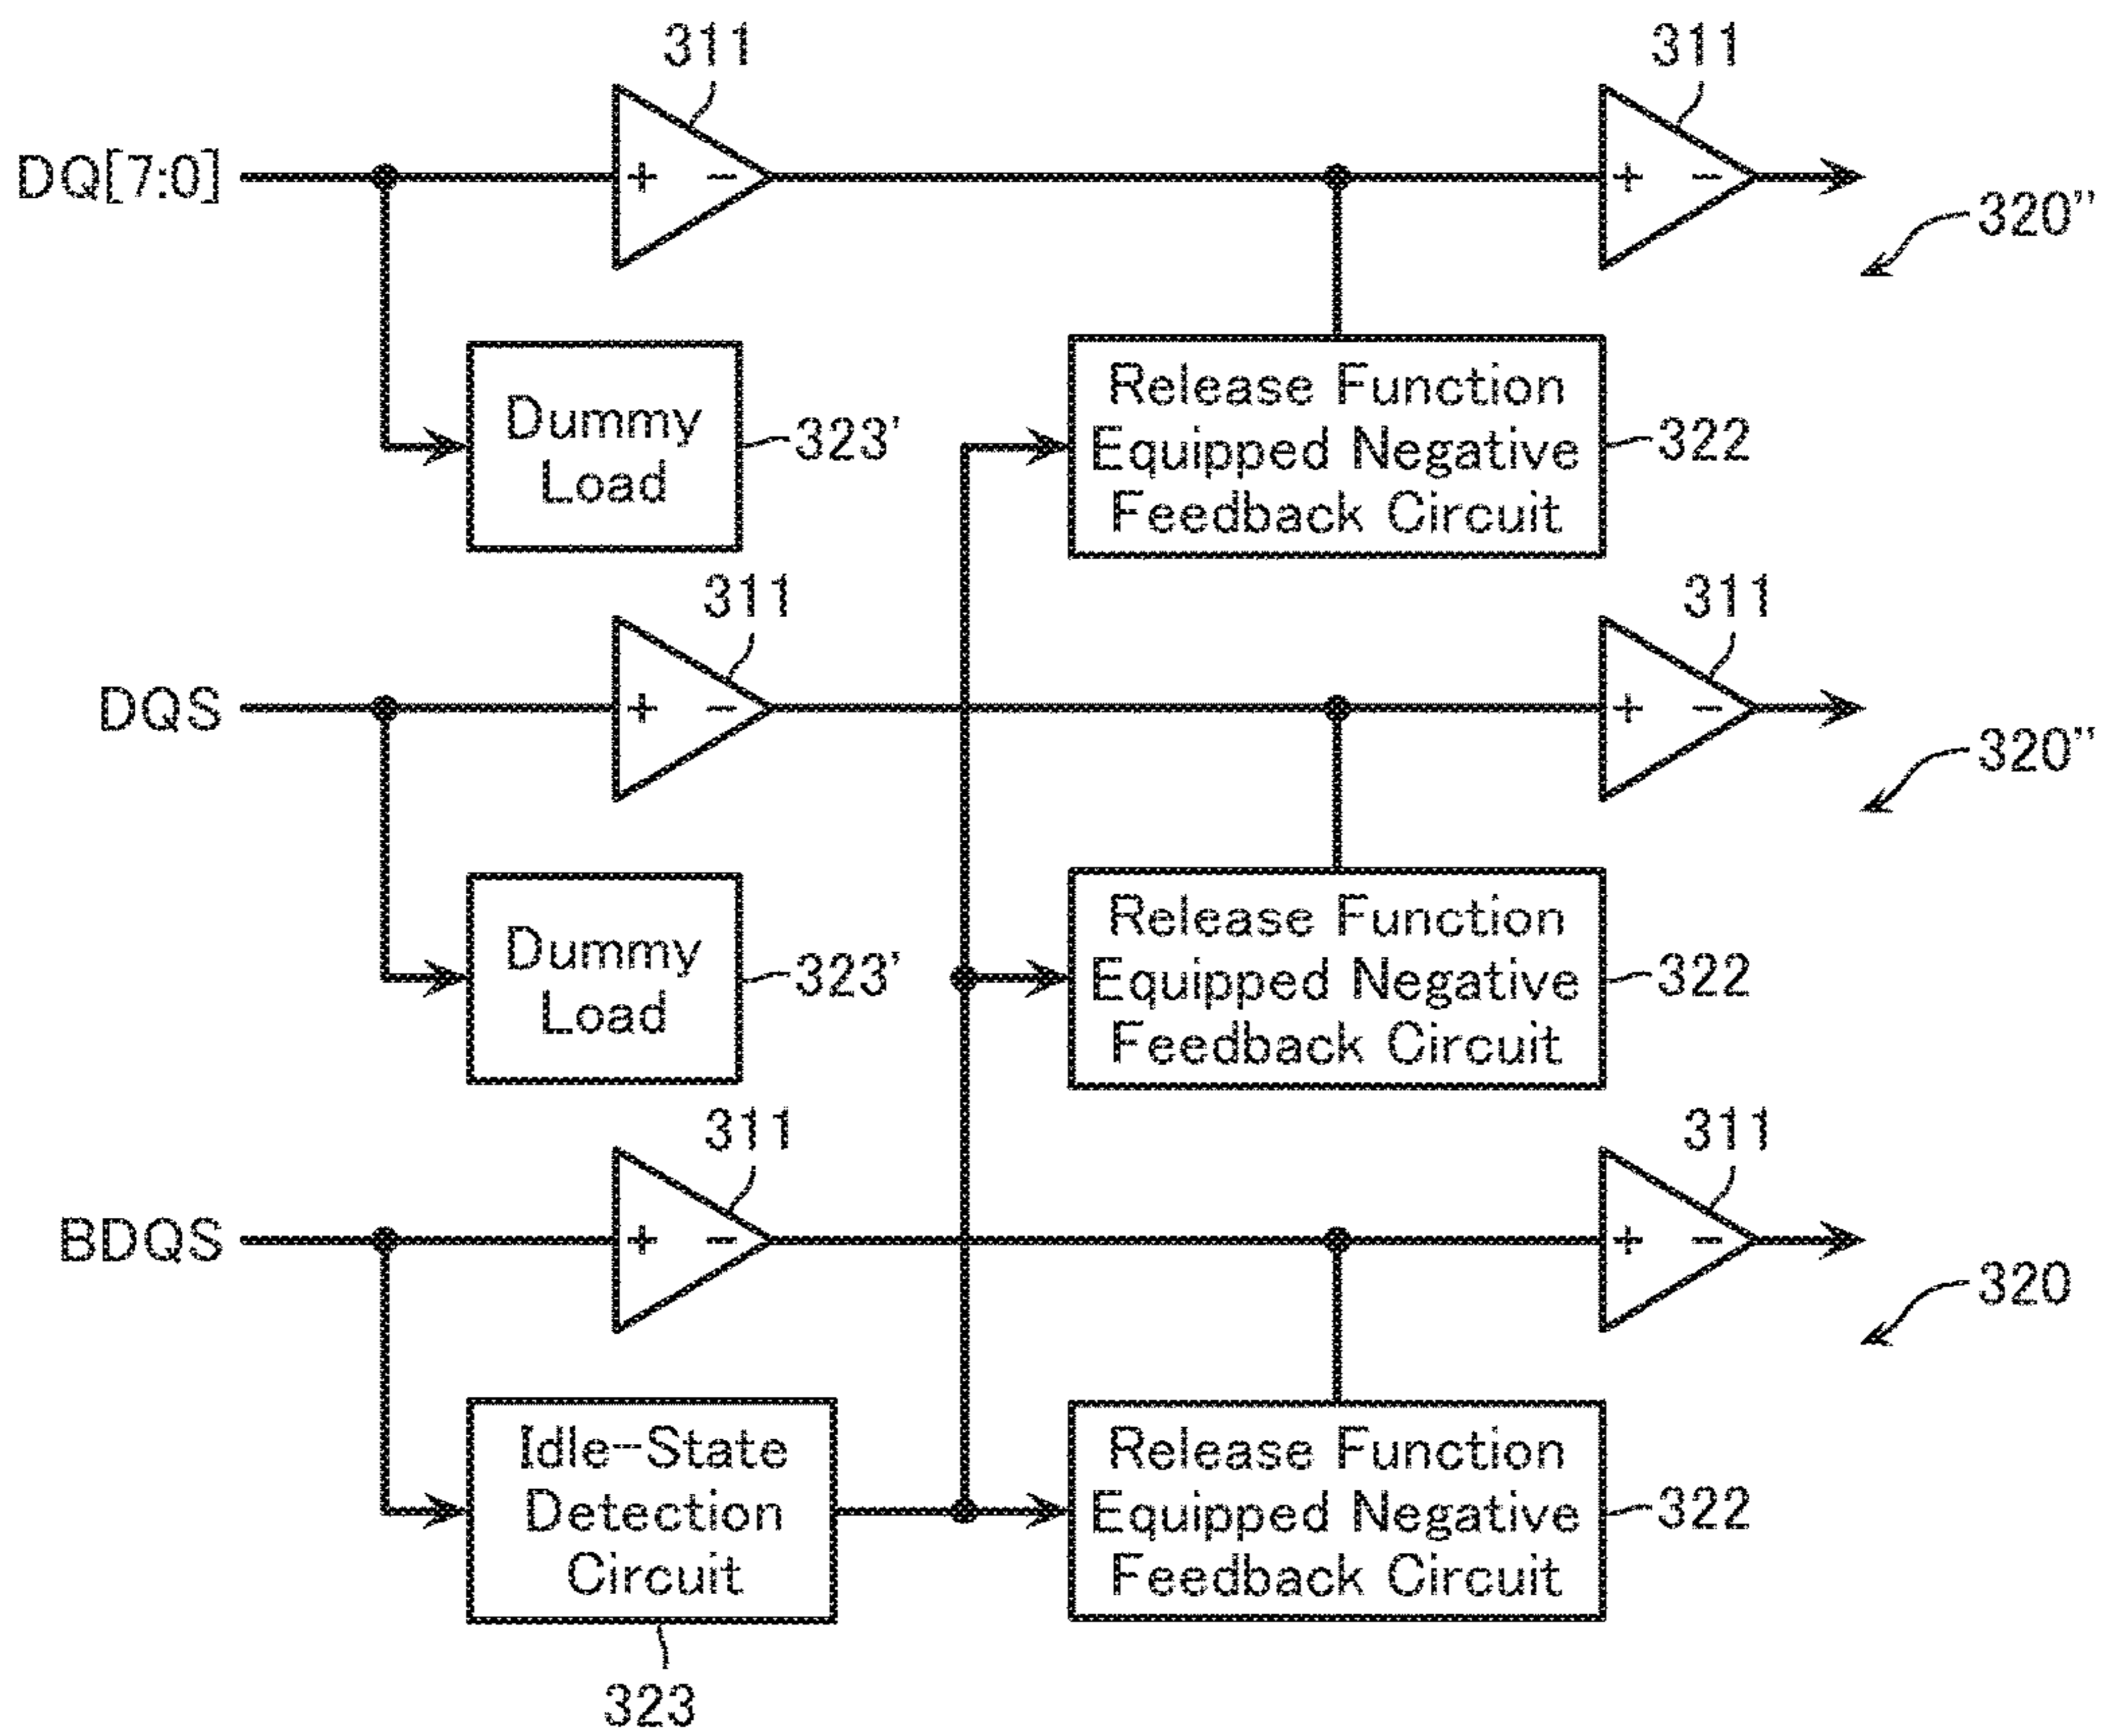 311
311
DQ[7:0]
+ −
+ −
320"
Dummy
Load
323'
Release Function
Equipped Negative
Feedback Circuit
322
311
311
DQS
+ −
+ −
320"
Dummy
Load
323'
Release Function
Equipped Negative
Feedback Circuit
322
311
311
BDQS
+ −
+ −
320
Idle-State
Detection
Circuit
323
Release Function
Equipped Negative
Feedback Circuit
322